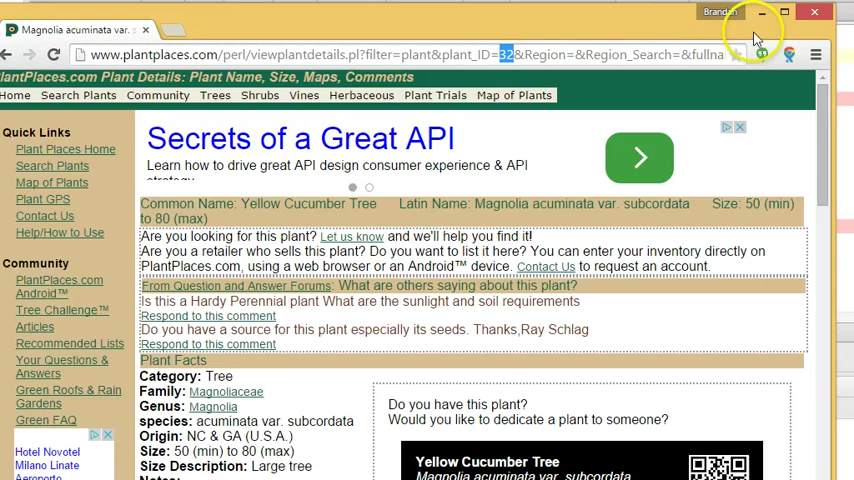 Brandan
Magnolia acuminata var. s
www.plantplaces.com/perl/viewplantdetails.pl?filter=plant&plant_ID=32&Region=&Region_Search=&fullna
PlantPlaces.com Plant Details: Plant Name, Size, Maps, Comments
Home Search Plants Community Trees Shrubs Vines Herbaceous Plant Trials Map of Plants
Quick Links
Plant Places Home
Search Plants
Map of Plants
Plant GPS
Contact Us
Help/How to Use
Community
PlantPlaces.com
Android™
Tree Challenge™
Articles
Recommended Lists
Your Questions &
Answers
Green Roofs & Rain
Gardens
Green FAQ
Hotel Novotel
Milano Linate
Aeroporto
Secrets of a Great API
Learn how to drive great API design consumer experience & API
strategy
Common Name: Yellow Cucumber Tree Latin Name: Magnolia acuminata var. subcordata Size: 50 (min)
to 80 (max)
Are you looking for this plant? Let us know and we'll help you find it!
Are you a retailer who sells this plant? Do you want to list it here? You can enter your inventory directly on
PlantPlaces.com, using a web browser or an Android™ device. Contact Us to request an account.
From Question and Answer Forums: What are others saying about this plant?
Is this a Hardy Perennial plant What are the sunlight and soil requirements
Respond to this comment
Do you have a source for this plant especially its seeds. Thanks,Ray Schlag
Respond to this comment
Plant Facts
Category: Tree
Family: Magnoliaceae
Genus: Magnolia
species: acuminata var. subcordata
Origin: NC & GA (U.S.A.)
Size: 50 (min) to 80 (max)
Size Description: Large tree
Notes:
Do you have this plant?
Would you like to dedicate a plant to someone?
Yellow Cucumber Tree
Magnolia acuminata var. subcordata